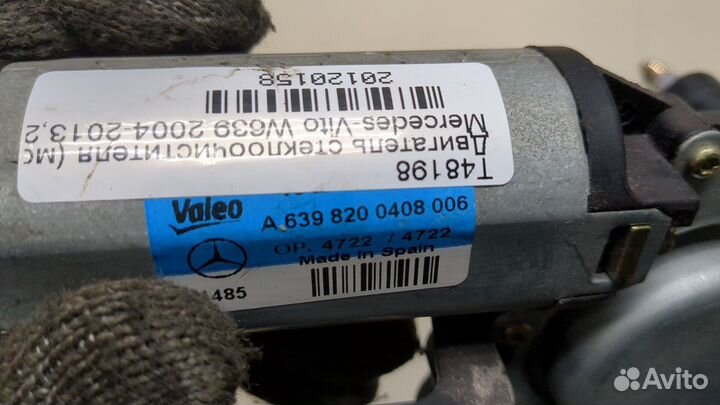 T48198
Двигатель стеклоочистителя (мо
Mercedes-Vito W639 2004-2013,2
20120158
Valeo
A 639 820 0408 006
OP. 4722 / 4722
Made in Spain
485
Avito